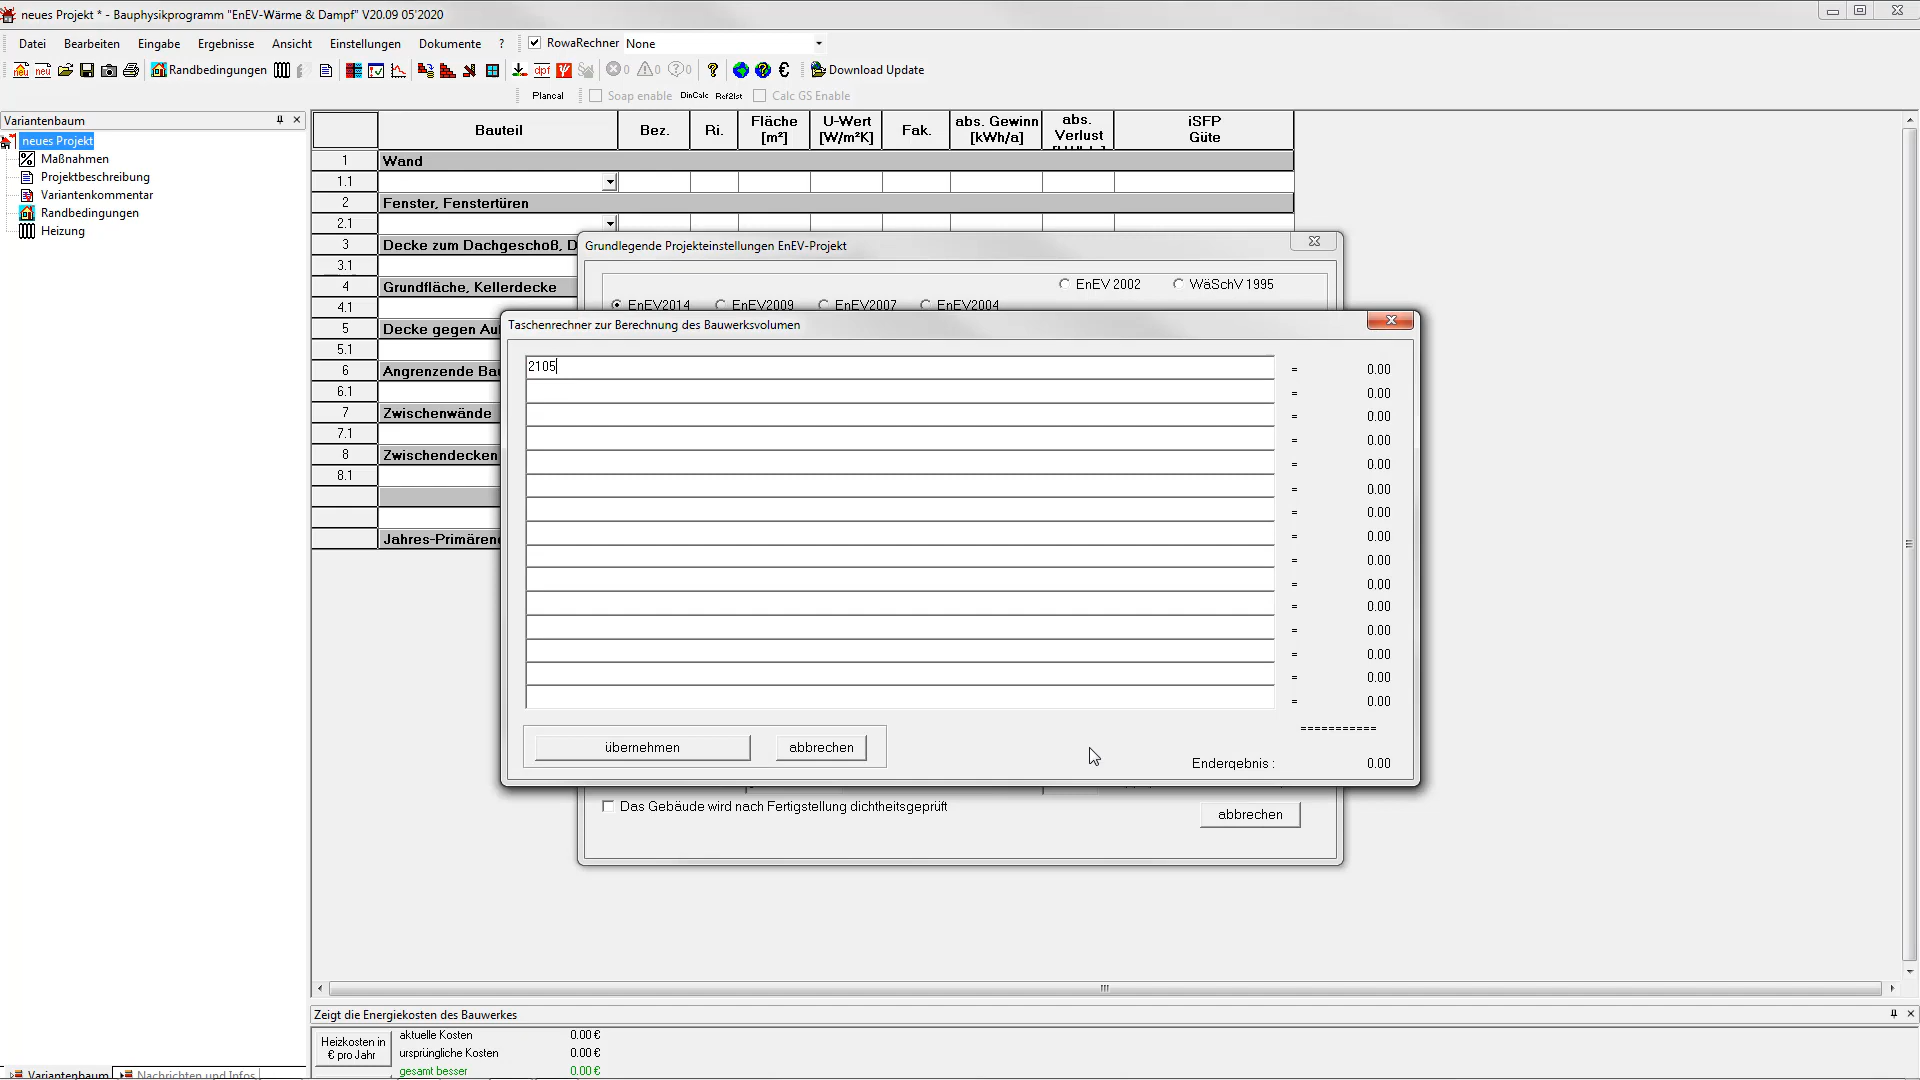 neues Projekt * - Bauphysikprogramm "EnEV-Wärme & Dampf" V20.09 05'2020
Datei Bearbeiten Eingabe Ergebnisse Ansicht Einstellungen Dokumente ? RowaRechner None
neu neu Randbedingungen dpf Ψ 0 0 0 ? ? € Download Update
Plancal Soap enable DinCalc Ref2Ist Calc GS Enable
Variantenbaum
neues Projekt
Maßnahmen
Projektbeschreibung
Variantenkommentar
Randbedingungen
Heizung
Bauteil Bez. Ri. Fläche [m²] U-Wert [W/m²K] Fak. abs. Gewinn [kWh/a] abs. Verlust iSFP Güte
1 Wand
1.1
2 Fenster, Fenstertüren
2.1
3 Decke zum Dachgeschoß, D
3.1
4 Grundfläche, Kellerdecke
4.1
5 Decke gegen Au
5.1
6 Angrenzende Bau
6.1
7 Zwischenwände
7.1
8 Zwischendecken
8.1
Jahres-Primären
Grundlegende Projekteinstellungen EnEV-Projekt
EnEV 2002 WäSchV 1995
EnEV2014 EnEV2009 EnEV2007 EnEV2004
Taschenrechner zur Berechnung des Bauwerksvolumen
2105 = 0.00
= 0.00
= 0.00
= 0.00
= 0.00
= 0.00
= 0.00
= 0.00
= 0.00
= 0.00
= 0.00
= 0.00
= 0.00
= 0.00
= 0.00
===========
übernehmen abbrechen
Endergebnis : 0.00
Das Gebäude wird nach Fertigstellung dichtheitsgeprüft
abbrechen
Zeigt die Energiekosten des Bauwerkes
Heizkosten in € pro Jahr
aktuelle Kosten 0.00 €
ursprüngliche Kosten 0.00 €
gesamt besser 0.00 €
Variantenbaum Nachrichten und Infos